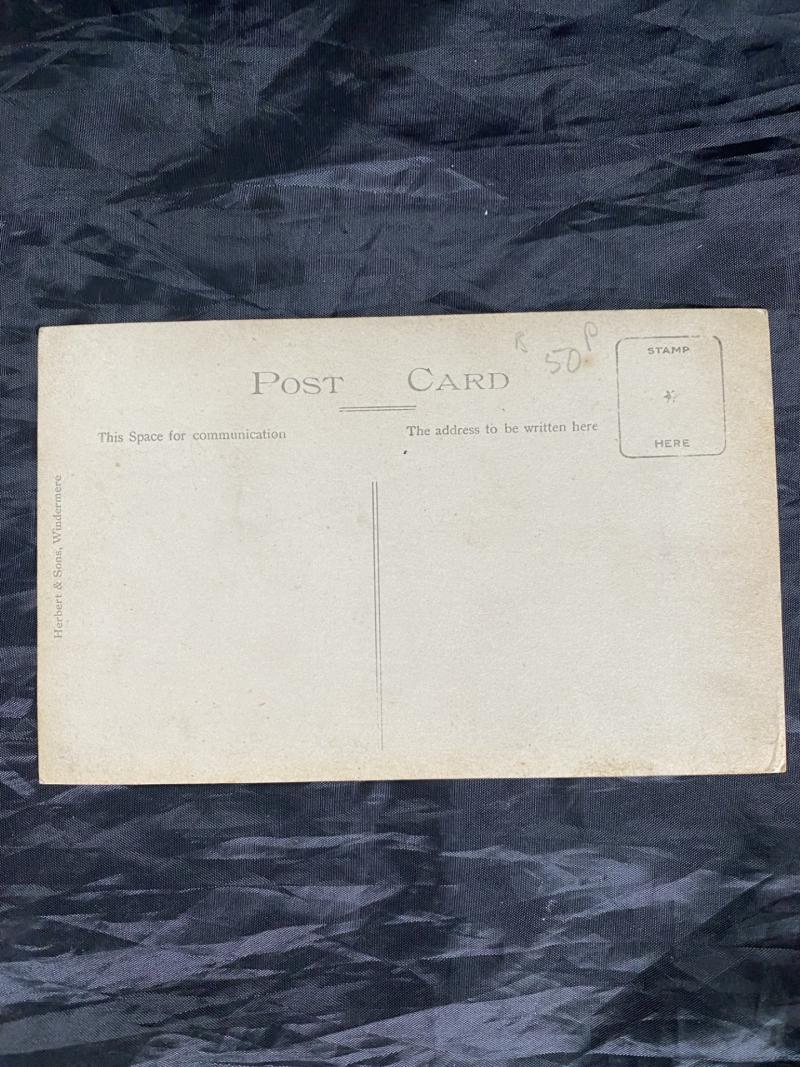 R 50P
STAMP
POST CARD
This Space for communication
The address to be written here
HERE
Herbert & Sons, Windermere